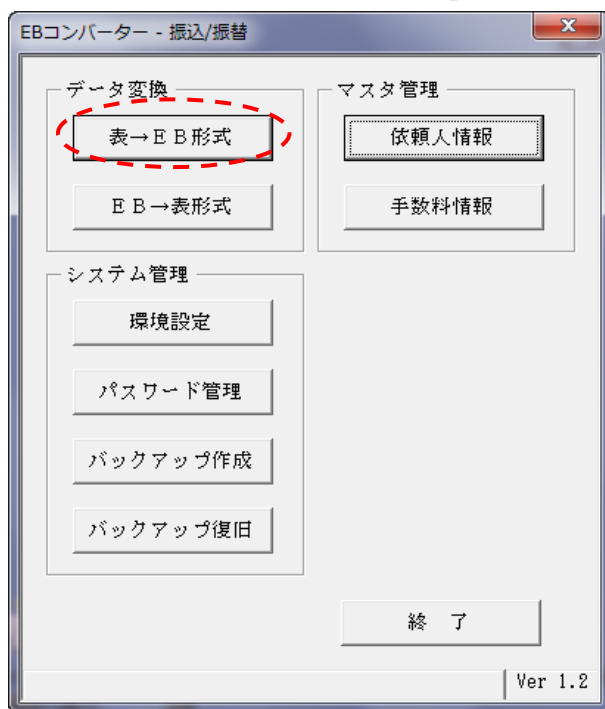 EBコンバーター - 振込/振替
データ変換
表→ＥＢ形式
ＥＢ→表形式
マスタ管理
依頼人情報
手数料情報
システム管理
環境設定
パスワード管理
バックアップ作成
バックアップ復旧
終　了
Ver 1.2